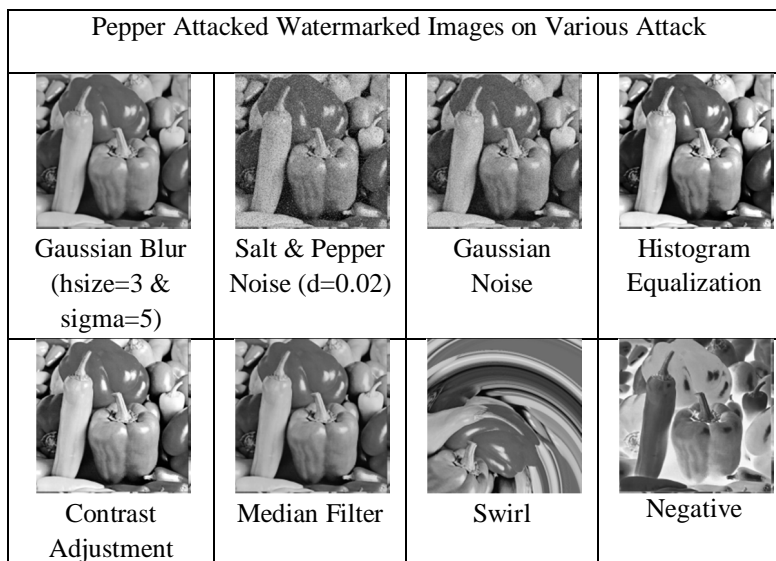 Pepper Attacked Watermarked Images on Various Attack
Gaussian Blur
(hsize=3 &
sigma=5)
Salt & Pepper
Noise (d=0.02)
Gaussian
Noise
Histogram
Equalization
Contrast
Adjustment
Median Filter
Swirl
Negative